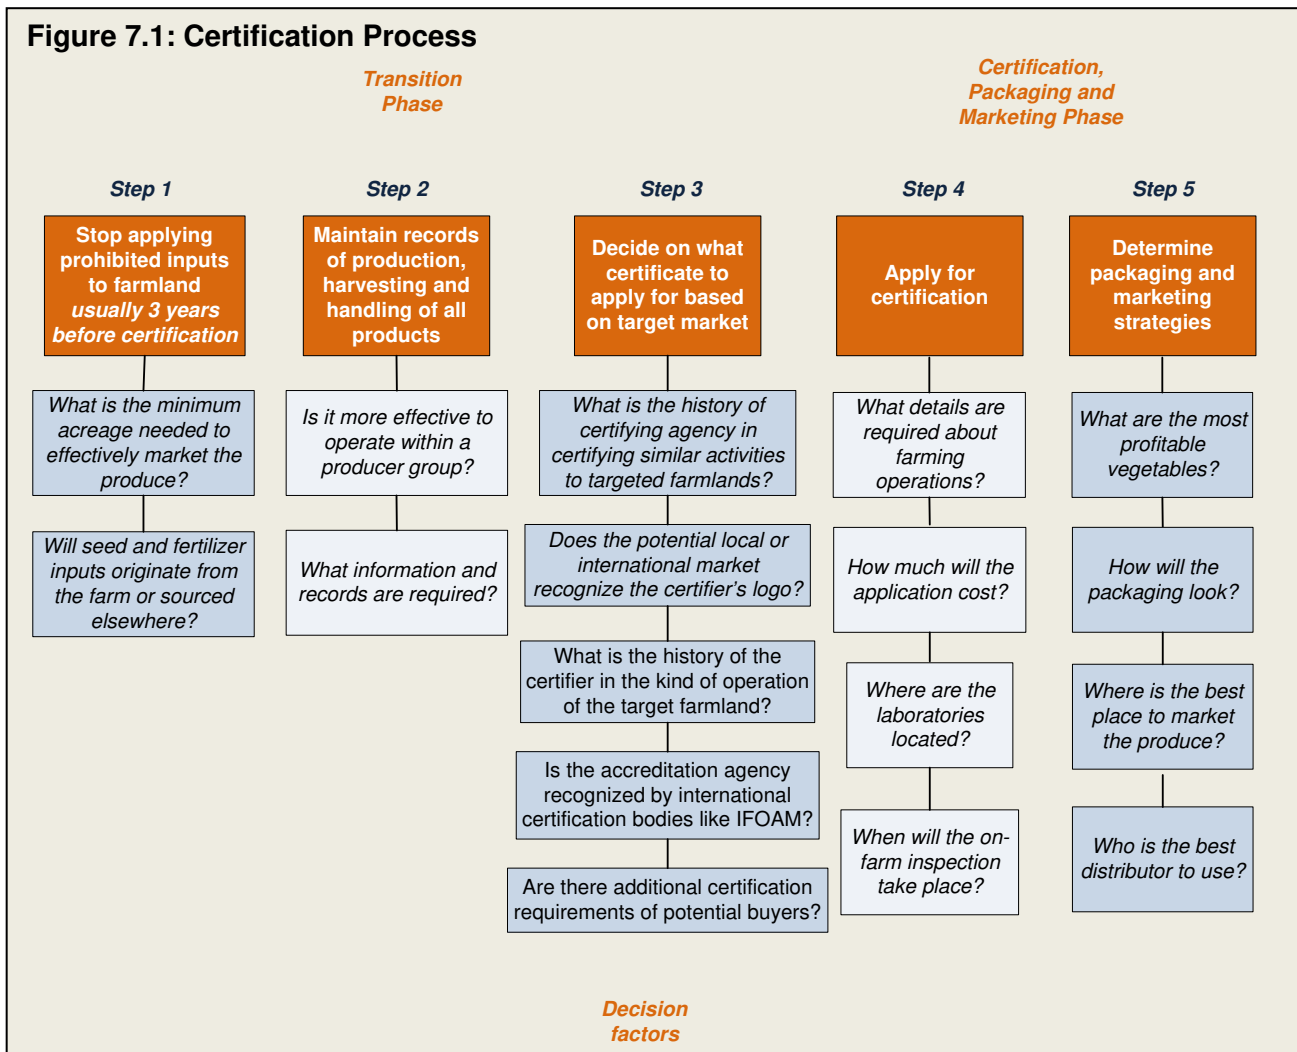 Figure 7.1: Certification Process
Transition
Phase
Certification,
Packaging and
Marketing Phase
Step 1
Step 2
Step 3
Step 4
Step 5
Stop applying
prohibited inputs
to farmland
usually 3 years
before certification
Maintain records
of production,
harvesting and
handling of all
products
Decide on what
certificate to
apply for based
on target market
Apply for
certification
Determine
packaging and
marketing
strategies
What is the minimum
acreage needed to
effectively market the
produce?
Will seed and fertilizer
inputs originate from
the farm or sourced
elsewhere?
Is it more effective to
operate within a
producer group?
What information and
records are required?
What is the history of
certifying agency in
certifying similar activities
to targeted farmlands?
Does the potential local or
international market
recognize the certifier's logo?
What is the history of the
certifier in the kind of operation
of the target farmland?
Is the accreditation agency
recognized by international
certification bodies like IFOAM?
Are there additional certification
requirements of potential buyers?
What details are
required about
farming
operations?
How much will the
application cost?
Where are the
laboratories
located?
When will the on-
farm inspection
take place?
What are the most
profitable
vegetables?
How will the
packaging look?
Where is the best
place to market
the produce?
Who is the best
distributor to use?
Decision
factors